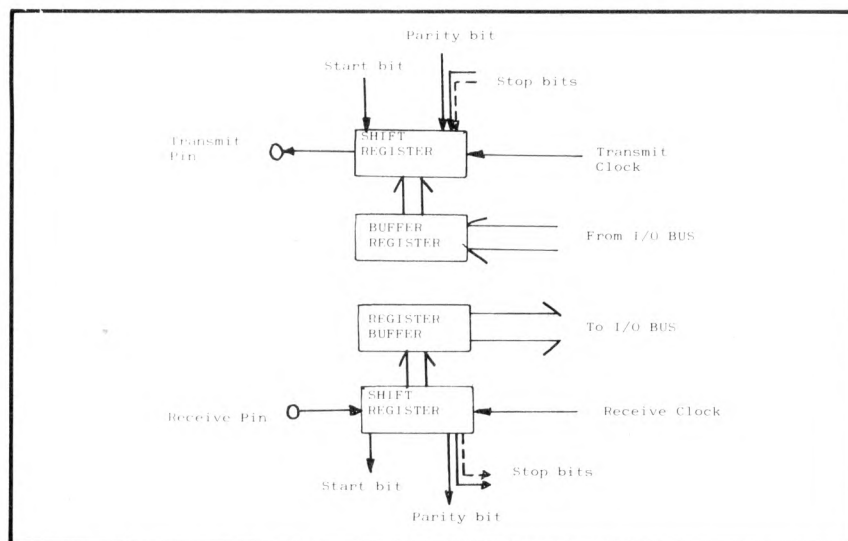 Parity bit
Start bit
Stop bits
Transmit
Pin
SHIFT
REGISTER
Transmit
Clock
BUFFER
REGISTER
From I/O BUS
REGISTER
BUFFER
To I/O BUS
Receive Pin
SHIFT
REGISTER
Receive Clock
Start bit
Stop bits
Parity bit